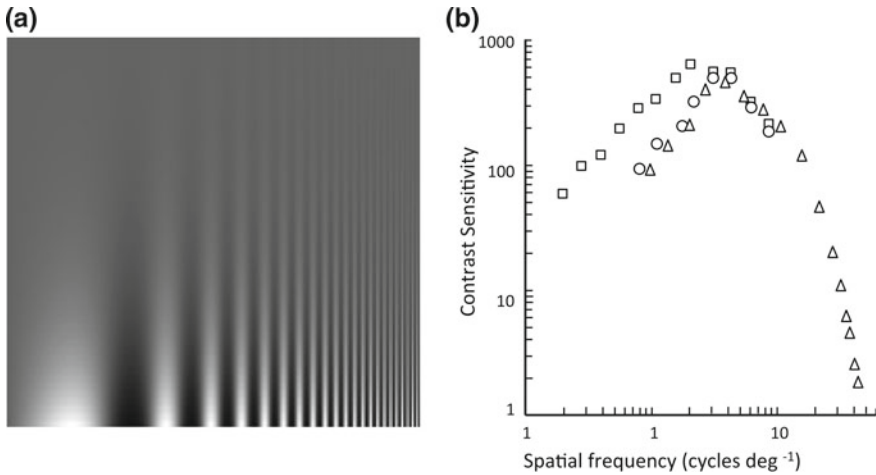 (a)
(b)
1000
100
10
1
Contrast Sensitivity
1 1 10
Spatial frequency (cycles deg -1)